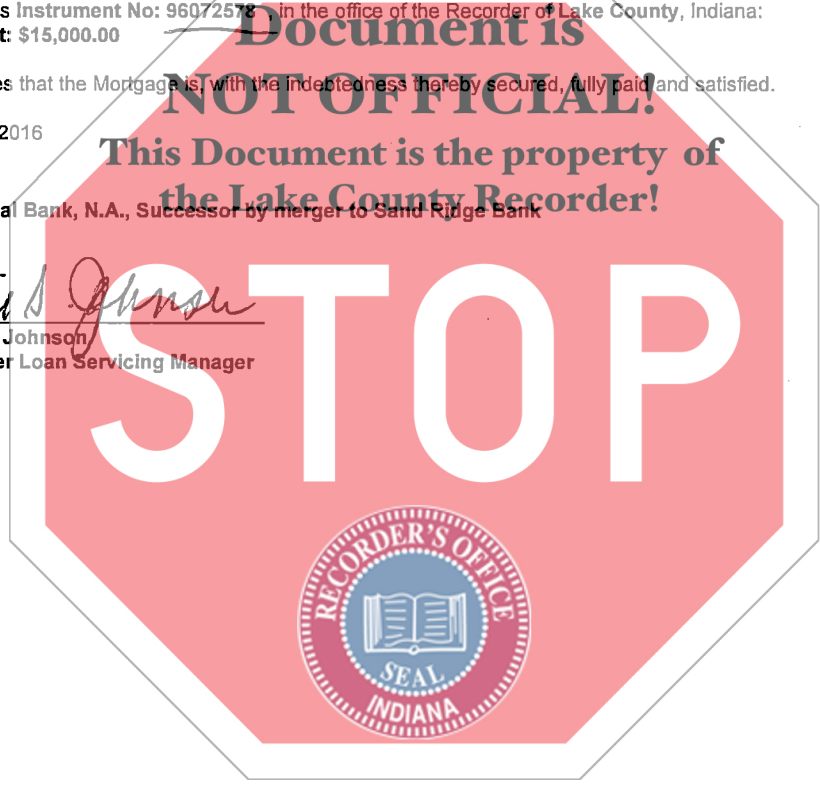 s Instrument No: 96072578, in the office of the Recorder of Lake County, Indiana:
t: $15,000.00
Document is
es that the Mortgage is, with the indebtedness thereby secured, fully paid and satisfied.
NOT OFFICIAL!
2016
This Document is the property of
the Lake County Recorder!
al Bank, N.A., Successor by merger to Sand Ridge Bank
S Johnson
Johnson,
er Loan Servicing Manager
STOP
RECORDER'S OFFICE
SEAL
INDIANA